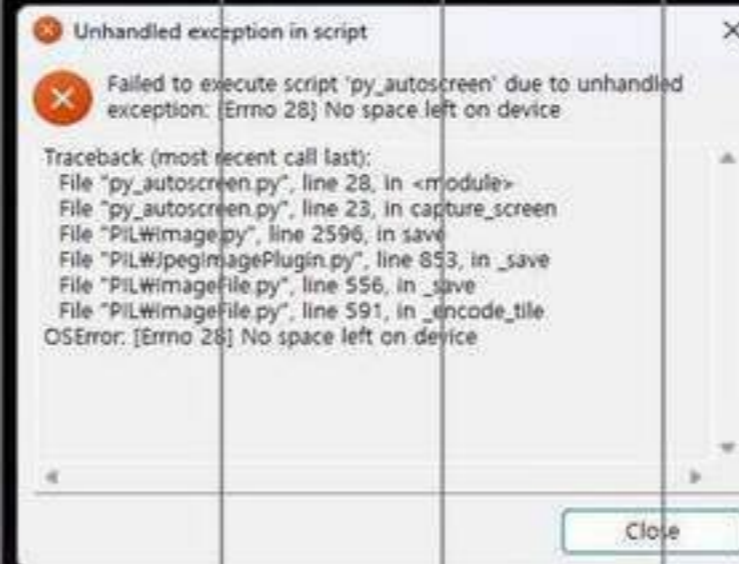 Unhandled exception in script
Failed to execute script 'py_autoscreen' due to unhandled
exception: [Errno 28] No space left on device
Traceback (most recent call last):
File "py_autoscreen.py", line 28, in <module>
File "py_autoscreen.py", line 23, in capture_screen
File "PIL₩Image.py", line 2596, in save
File "PIL₩JpegImagePlugin.py", line 853, in _save
File "PIL₩ImageFile.py", line 556, in _save
File "PIL₩ImageFile.py", line 591, in _encode_tile
OSError: [Errno 28] No space left on device
Close